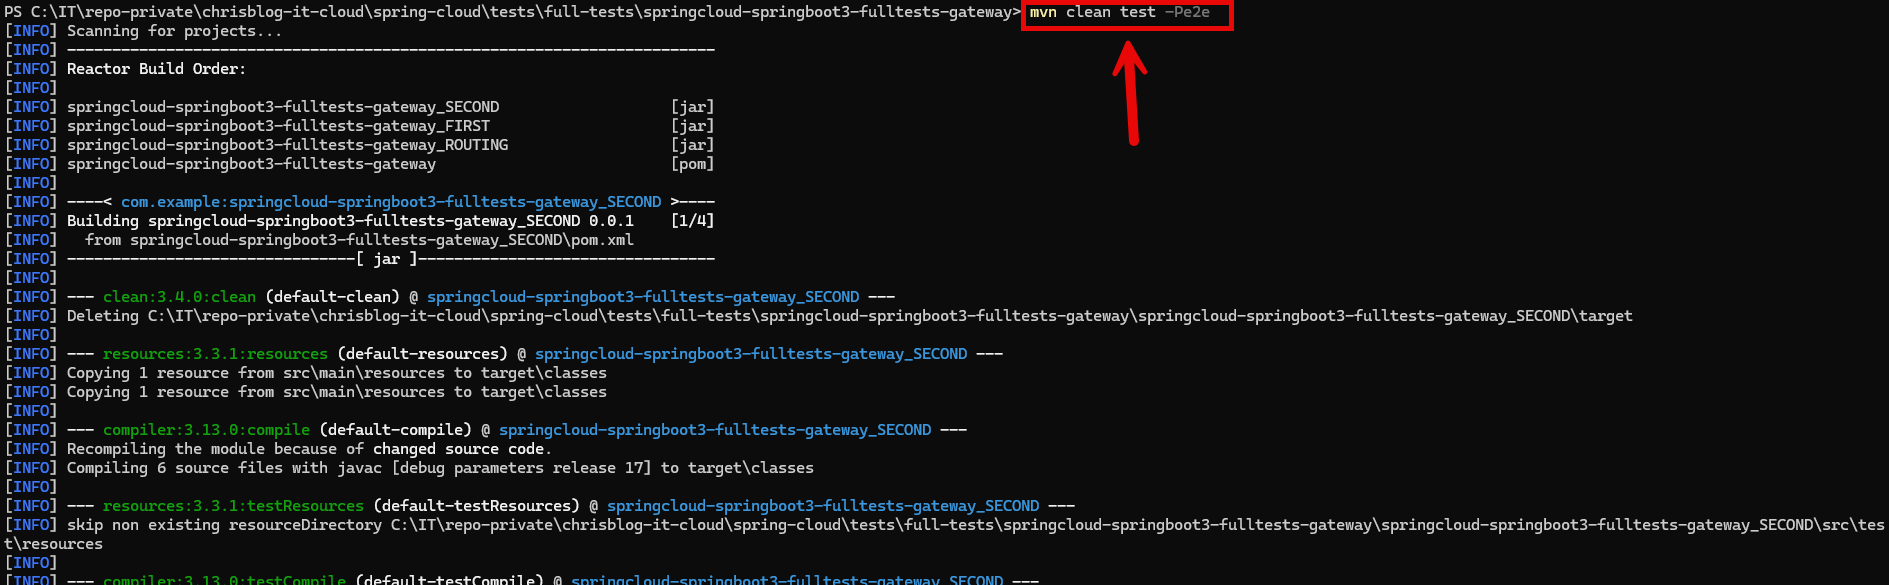 PS C:\IT\repo-private\chrisblog-it-cloud\spring-cloud\tests\full-tests\springcloud-springboot3-fulltests-gateway> mvn clean test -Pe2e
[INFO] Scanning for projects...
[INFO] ------------------------------------------------------------------------
[INFO] Reactor Build Order:
[INFO]
[INFO] springcloud-springboot3-fulltests-gateway_SECOND                   [jar]
[INFO] springcloud-springboot3-fulltests-gateway_FIRST                    [jar]
[INFO] springcloud-springboot3-fulltests-gateway_ROUTING                  [jar]
[INFO] springcloud-springboot3-fulltests-gateway                          [pom]
[INFO]
[INFO] ----< com.example:springcloud-springboot3-fulltests-gateway_SECOND >----
[INFO] Building springcloud-springboot3-fulltests-gateway_SECOND 0.0.1    [1/4]
[INFO]   from springcloud-springboot3-fulltests-gateway_SECOND\pom.xml
[INFO] --------------------------------[ jar ]---------------------------------
[INFO]
[INFO] --- clean:3.4.0:clean (default-clean) @ springcloud-springboot3-fulltests-gateway_SECOND ---
[INFO] Deleting C:\IT\repo-private\chrisblog-it-cloud\spring-cloud\tests\full-tests\springcloud-springboot3-fulltests-gateway\springcloud-springboot3-fulltests-gateway_SECOND\target
[INFO]
[INFO] --- resources:3.3.1:resources (default-resources) @ springcloud-springboot3-fulltests-gateway_SECOND ---
[INFO] Copying 1 resource from src\main\resources to target\classes
[INFO] Copying 1 resource from src\main\resources to target\classes
[INFO]
[INFO] --- compiler:3.13.0:compile (default-compile) @ springcloud-springboot3-fulltests-gateway_SECOND ---
[INFO] Recompiling the module because of changed source code.
[INFO] Compiling 6 source files with javac [debug parameters release 17] to target\classes
[INFO]
[INFO] --- resources:3.3.1:testResources (default-testResources) @ springcloud-springboot3-fulltests-gateway_SECOND ---
[INFO] skip non existing resourceDirectory C:\IT\repo-private\chrisblog-it-cloud\spring-cloud\tests\full-tests\springcloud-springboot3-fulltests-gateway\springcloud-springboot3-fulltests-gateway_SECOND\src\tes
t\resources
[INFO]
[INFO] --- compiler:3.13.0:testCompile (default-testCompile) @ springcloud-springboot3-fulltests-gateway_SECOND ---